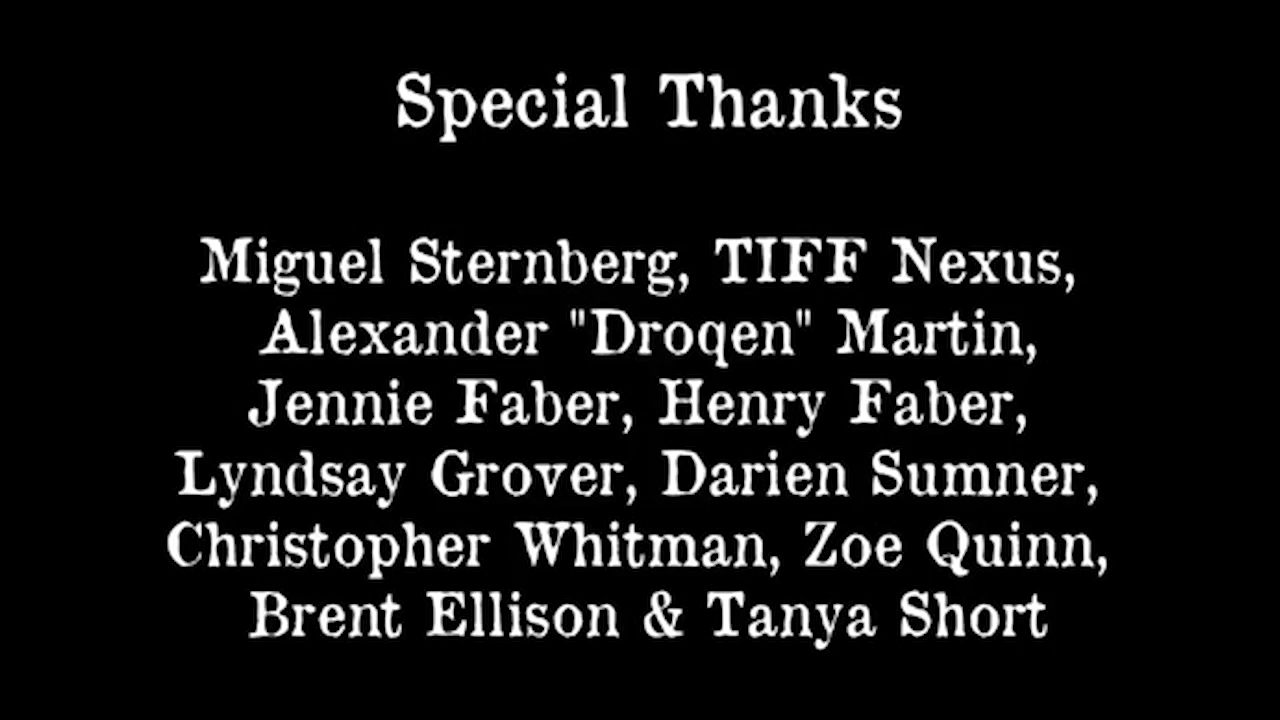 Special Thanks
Miguel Sternberg, TIFF Nexus,
Alexander "Droqen" Martin,
Jennie Faber, Henry Faber,
Lyndsay Grover, Darien Sumner,
Christopher Whitman, Zoe Quinn,
Brent Ellison & Tanya Short